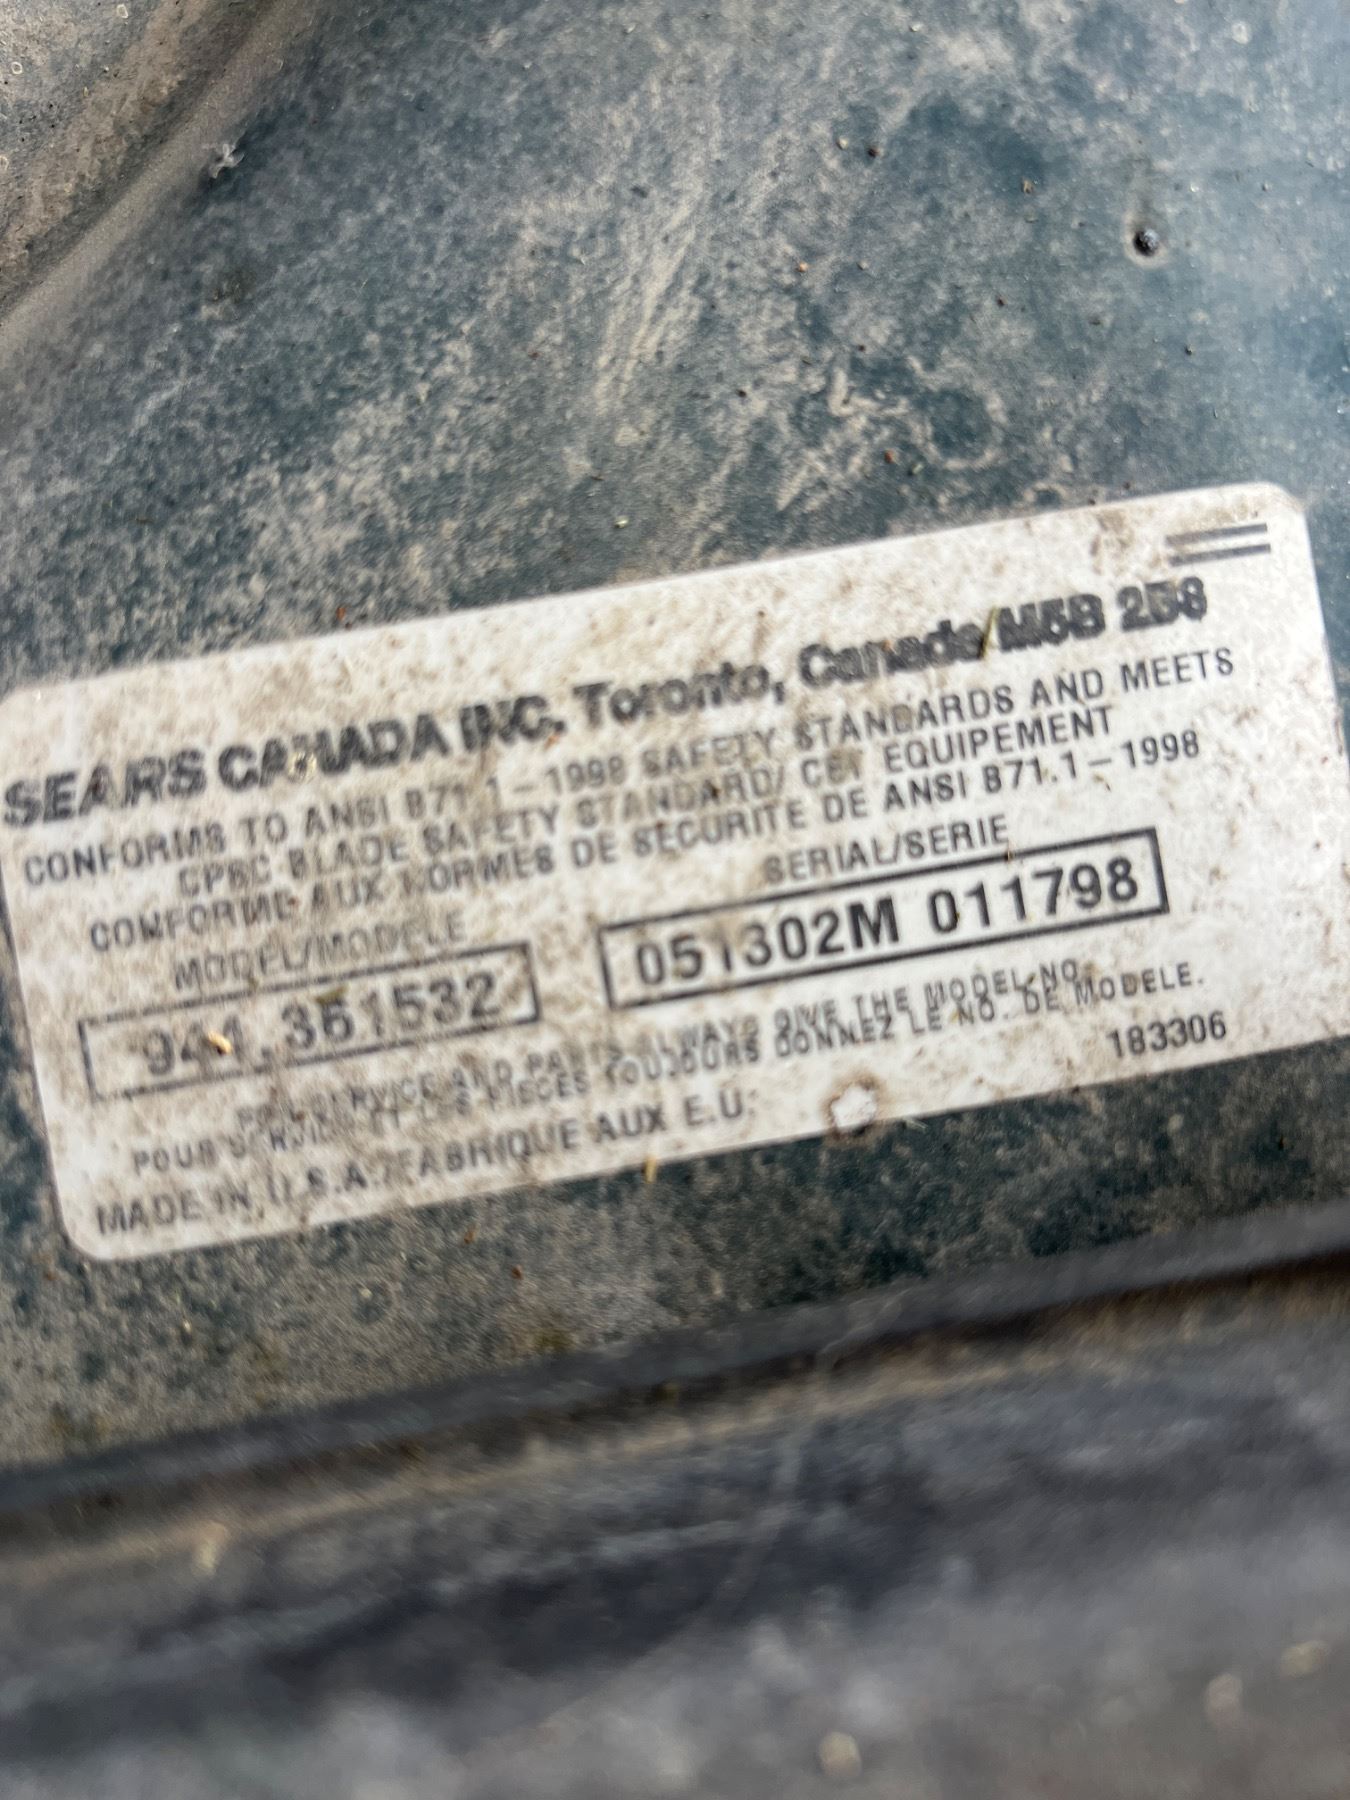 SEARS CANADA INC. Toronto, Canada M5B 2B8
CONFORMS TO ANSI B71.1-1998 SAFETY STANDARDS AND MEETS
CPSC BLADE SAFETY STANDARD/ CET EQUIPEMENT
CONFORME AUX NORMES DE SECURITE DE ANSI B71.1-1998
MODEL/MODELE SERIAL/SERIE
944.361532 051302M 011798
FOR SERVICE AND PARTS ALWAYS GIVE THE MODEL NO.
POUR SERVICE ET LES PIECES TOUJOURS DONNEZ LE NO. DE MODELE.
MADE IN U.S.A./FABRIQUE AUX E.U. 183306